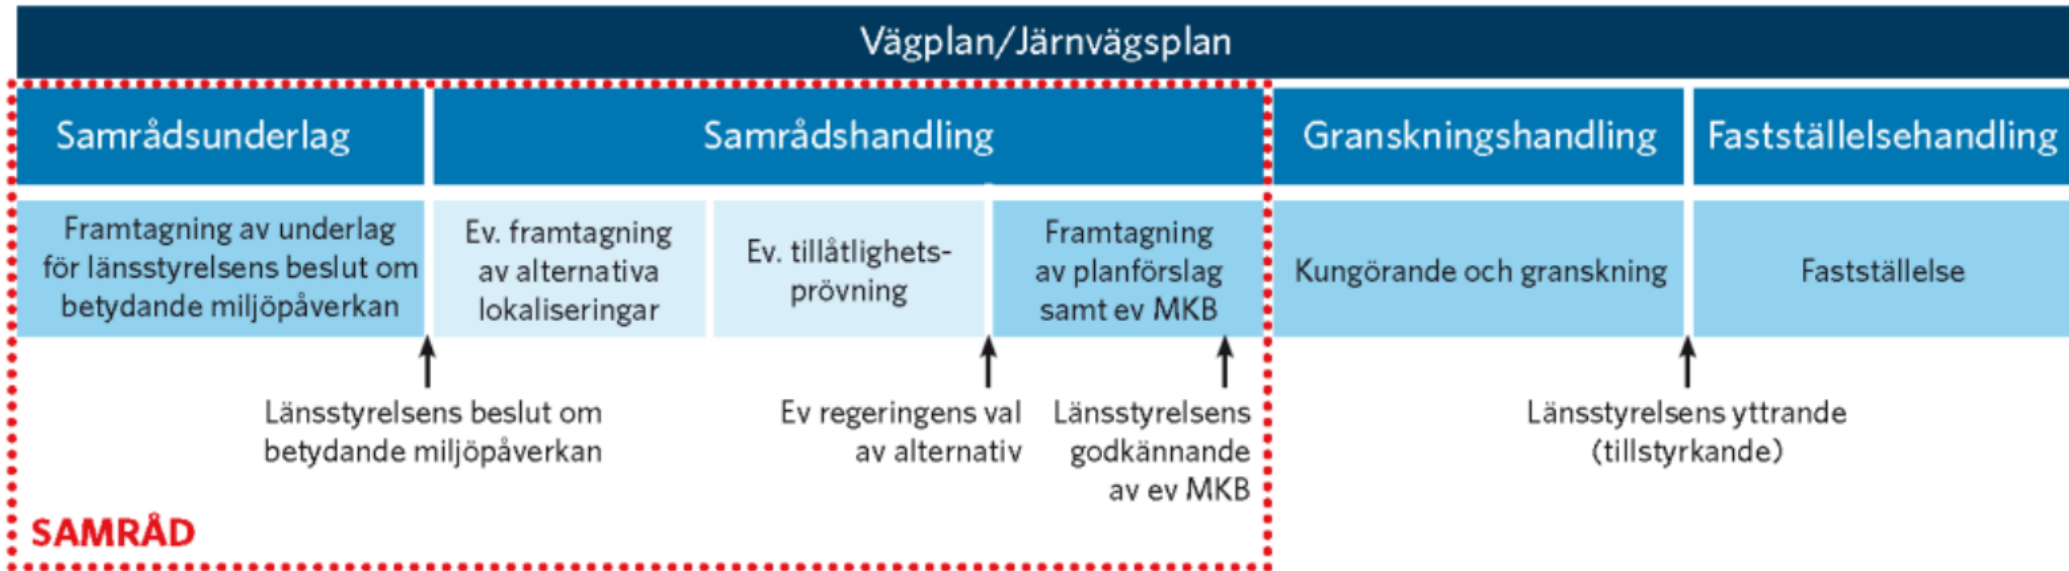 Vägplan/Järnvägsplan
Samrådsunderlag
Samrådshandling
Granskningshandling
Fastställelsehandling
Framtagning av underlag
för länsstyrelsens beslut om
betydande miljöpåverkan
Ev. framtagning
av alternativa
lokaliseringar
Ev. tillåtlighets-
prövning
Framtagning
av planförslag
samt ev MKB
Kungörande och granskning
Fastställelse
Länsstyrelsens beslut om
betydande miljöpåverkan
Ev regeringens val
av alternativ
Länsstyrelsens
godkännande
av ev MKB
Länsstyrelsens yttrande
(tillstyrkande)
SAMRÅD